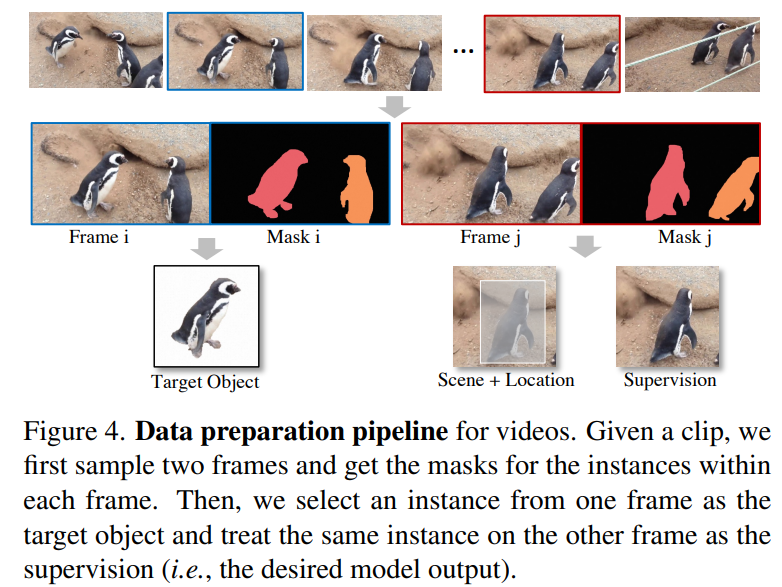 ...
Frame i Mask i Frame j Mask j
Target Object Scene + Location Supervision
Figure 4. Data preparation pipeline for videos. Given a clip, we
first sample two frames and get the masks for the instances within
each frame. Then, we select an instance from one frame as the
target object and treat the same instance on the other frame as the
supervision (i.e., the desired model output).